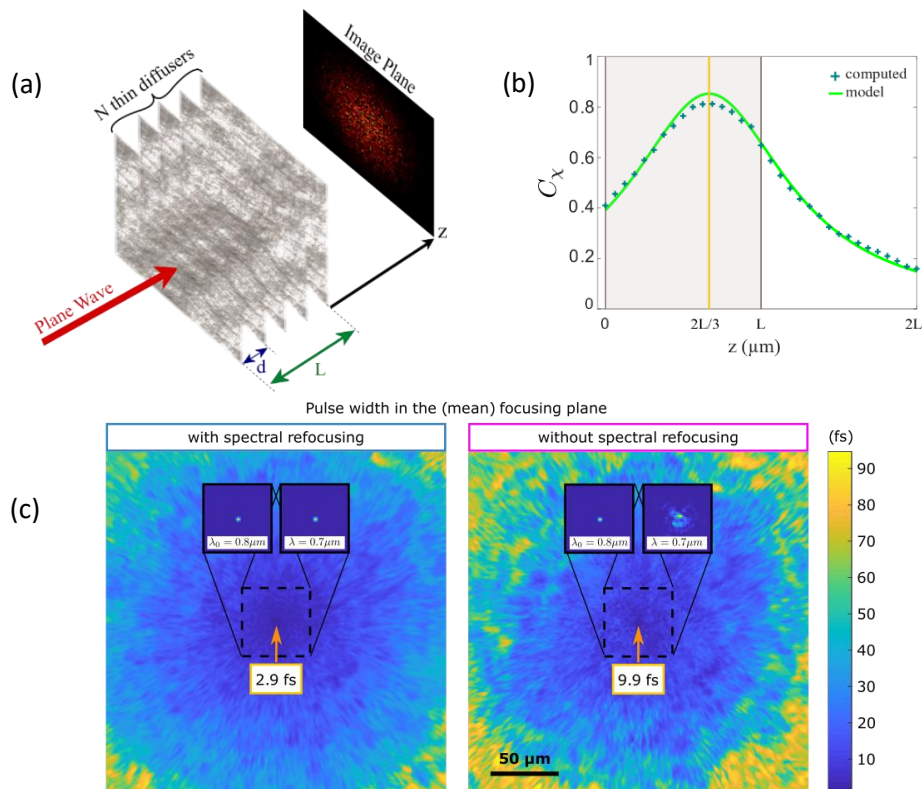 (a)
N thin diffusers
Image Plane
z
Plane Wave
d
L
(b)
1
0.8
0.6
0.4
0.2
0
Cχ
computed
model
0
2L/3
L
2L
z (μm)
Pulse width in the (mean) focusing plane
with spectral refocusing
without spectral refocusing
(fs)
(c)
λ₀ = 0.8μm
λ = 0.7μm
λ₀ = 0.8μm
λ = 0.7μm
2.9 fs
9.9 fs
50 μm
90
80
70
60
50
40
30
20
10